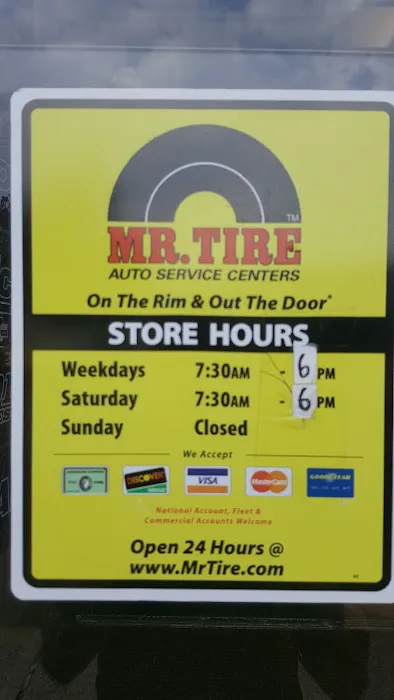 MR. TIRE
TM
AUTO SERVICE CENTERS
On The Rim & Out The Door*
STORE HOURS
Weekdays 7:30AM - 6 PM
Saturday 7:30AM - 6 PM
Sunday Closed
We Accept
DISCOVER VISA MasterCard GOODYEAR
National Account, Fleet &
Commercial Accounts Welcome
Open 24 Hours @
www.MrTire.com